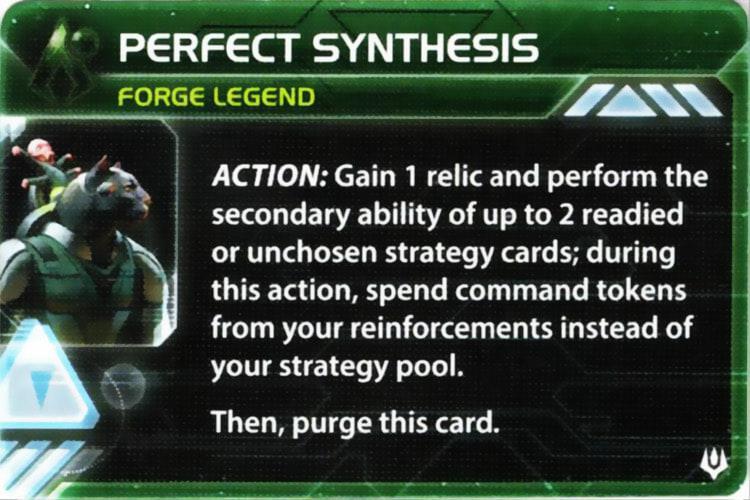 PERFECT SYNTHESIS
FORGE LEGEND
ACTION: Gain 1 relic and perform the
secondary ability of up to 2 readied
or unchosen strategy cards; during
this action, spend command tokens
from your reinforcements instead of
your strategy pool.
Then, purge this card.